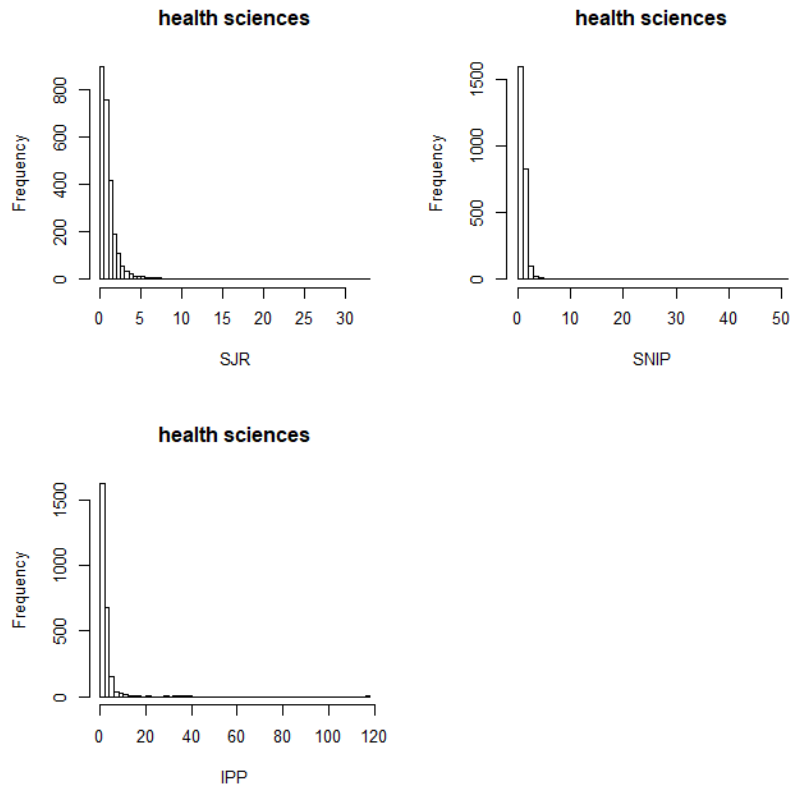 health sciences
Frequency
0 200 400 600 800
0 5 10 15 20 25 30
SJR
health sciences
Frequency
0 500 1000 1500
0 10 20 30 40 50
SNIP
health sciences
Frequency
0 500 1000 1500
0 20 40 60 80 100 120
IPP